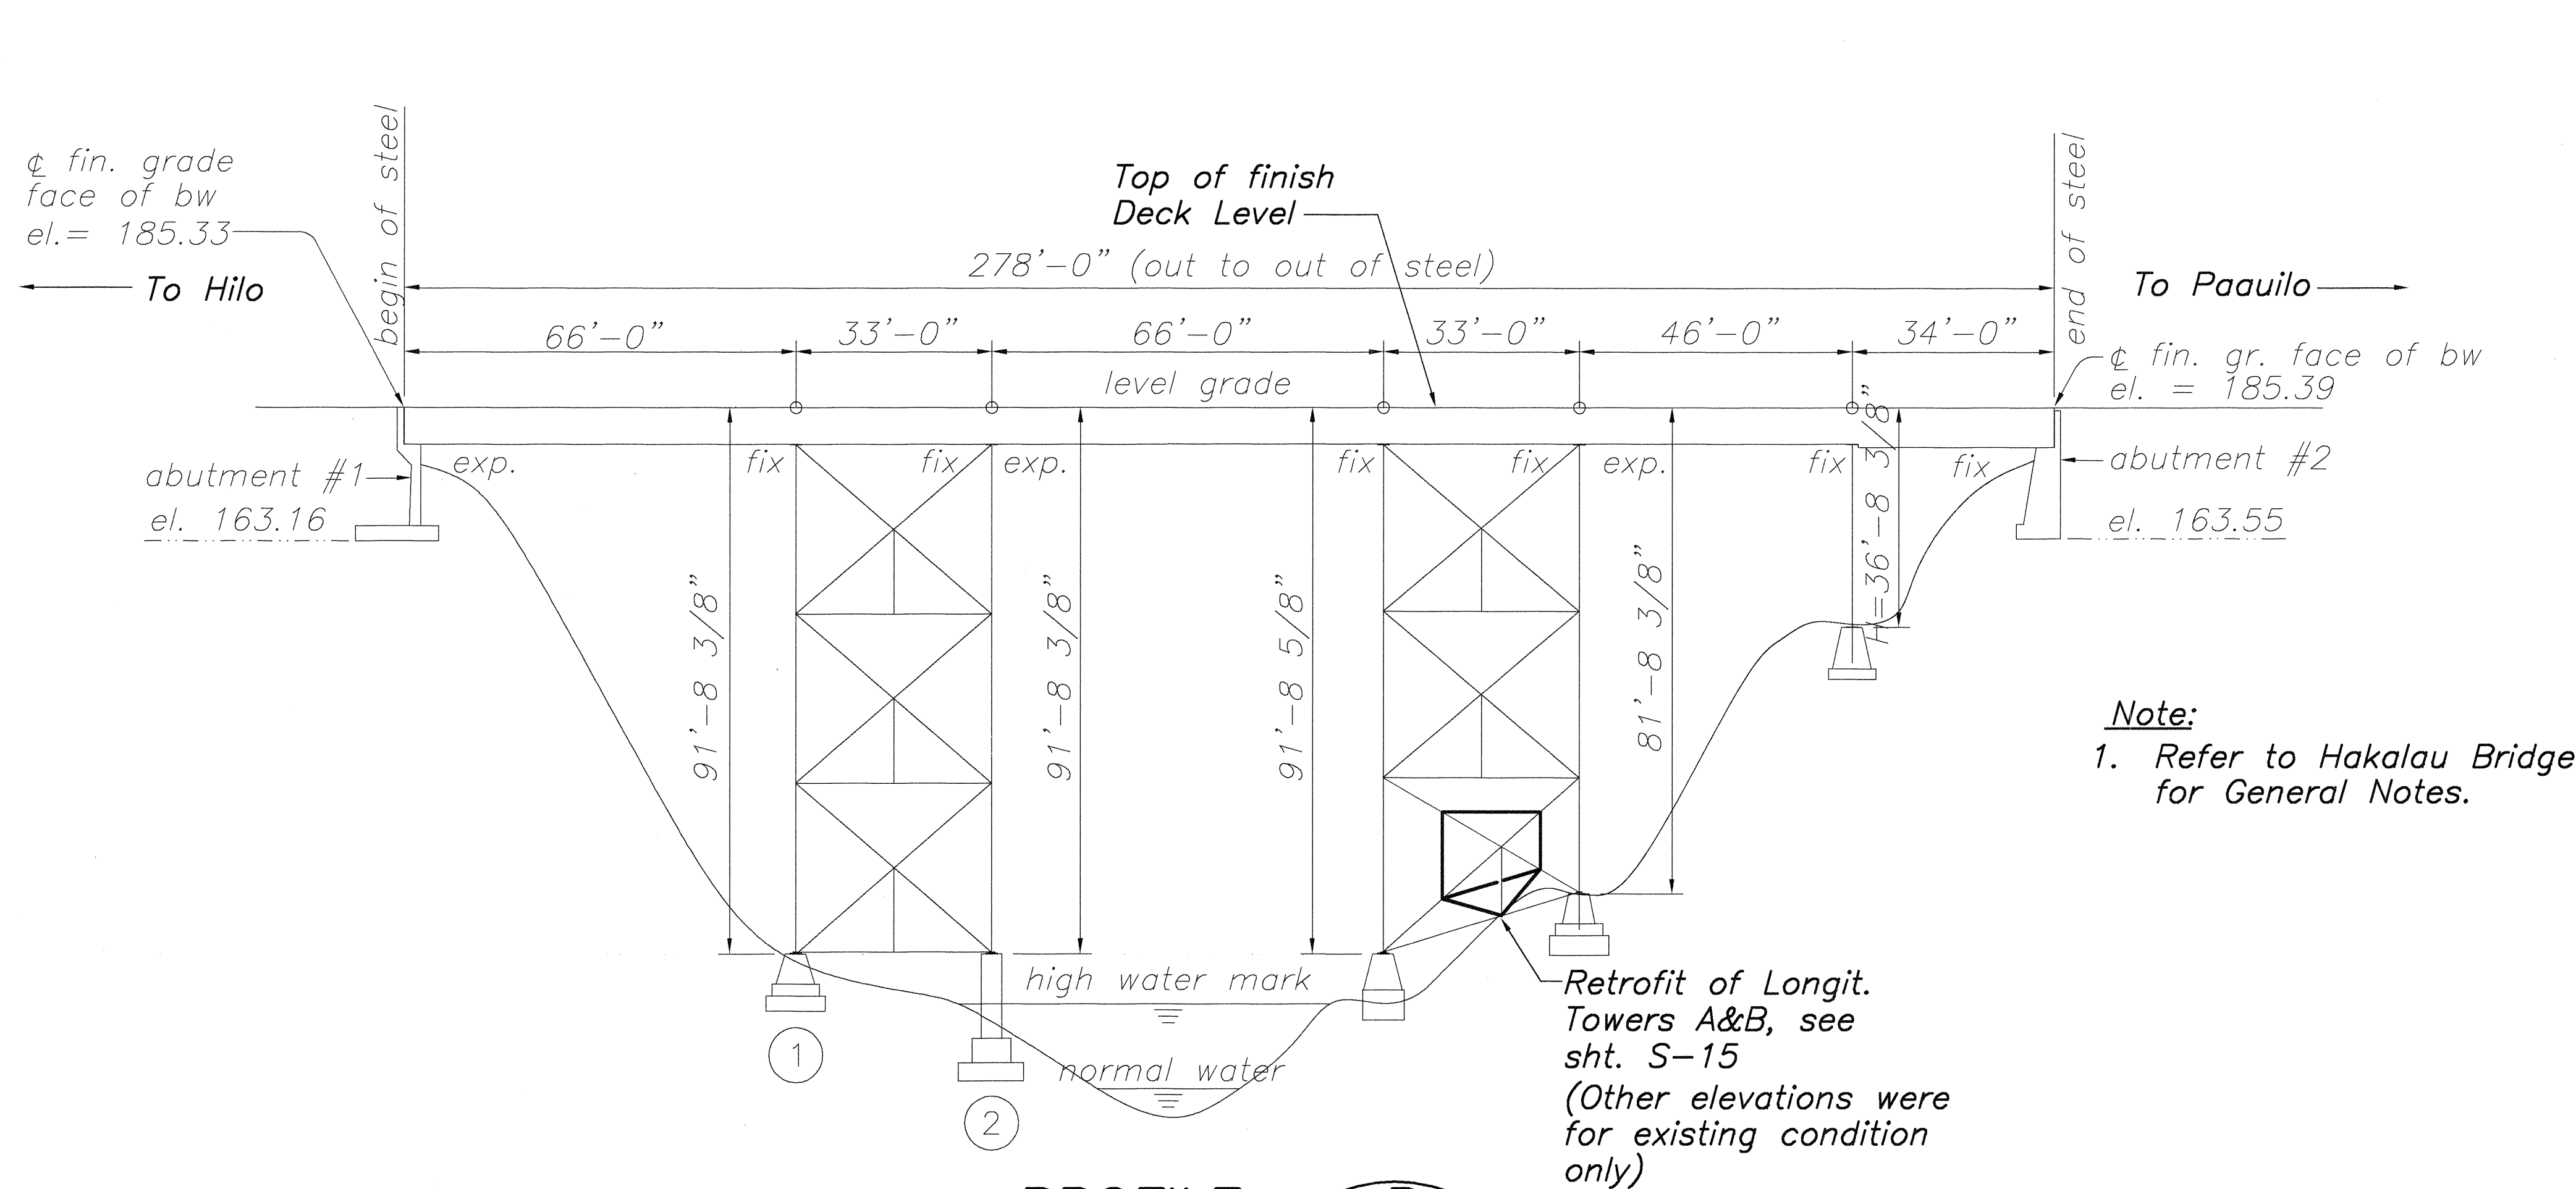 ℄ fin. grade
face of bw
el.= 185.33
To Hilo
begin of steel
Top of finish
Deck Level
278'-0" (out to out of steel)
end of steel
To Paauilo
66'-0"
33'-0"
66'-0"
33'-0"
46'-0"
34'-0"
level grade
℄ fin. gr. face of bw
el. = 185.39
abutment #1
el. 163.16
exp.
fix
fix
exp.
fix
fix
exp.
fix
fix
abutment #2
el. 163.55
91'-8 3/8"
91'-8 3/8"
91'-8 5/8"
81'-8 3/8"
H=36'-8 3/8"
Note:
1. Refer to Hakalau Bridge
for General Notes.
high water mark
normal water
1
2
Retrofit of Longit.
Towers A&B, see
sht. S-15
(Other elevations were
for existing condition
only)